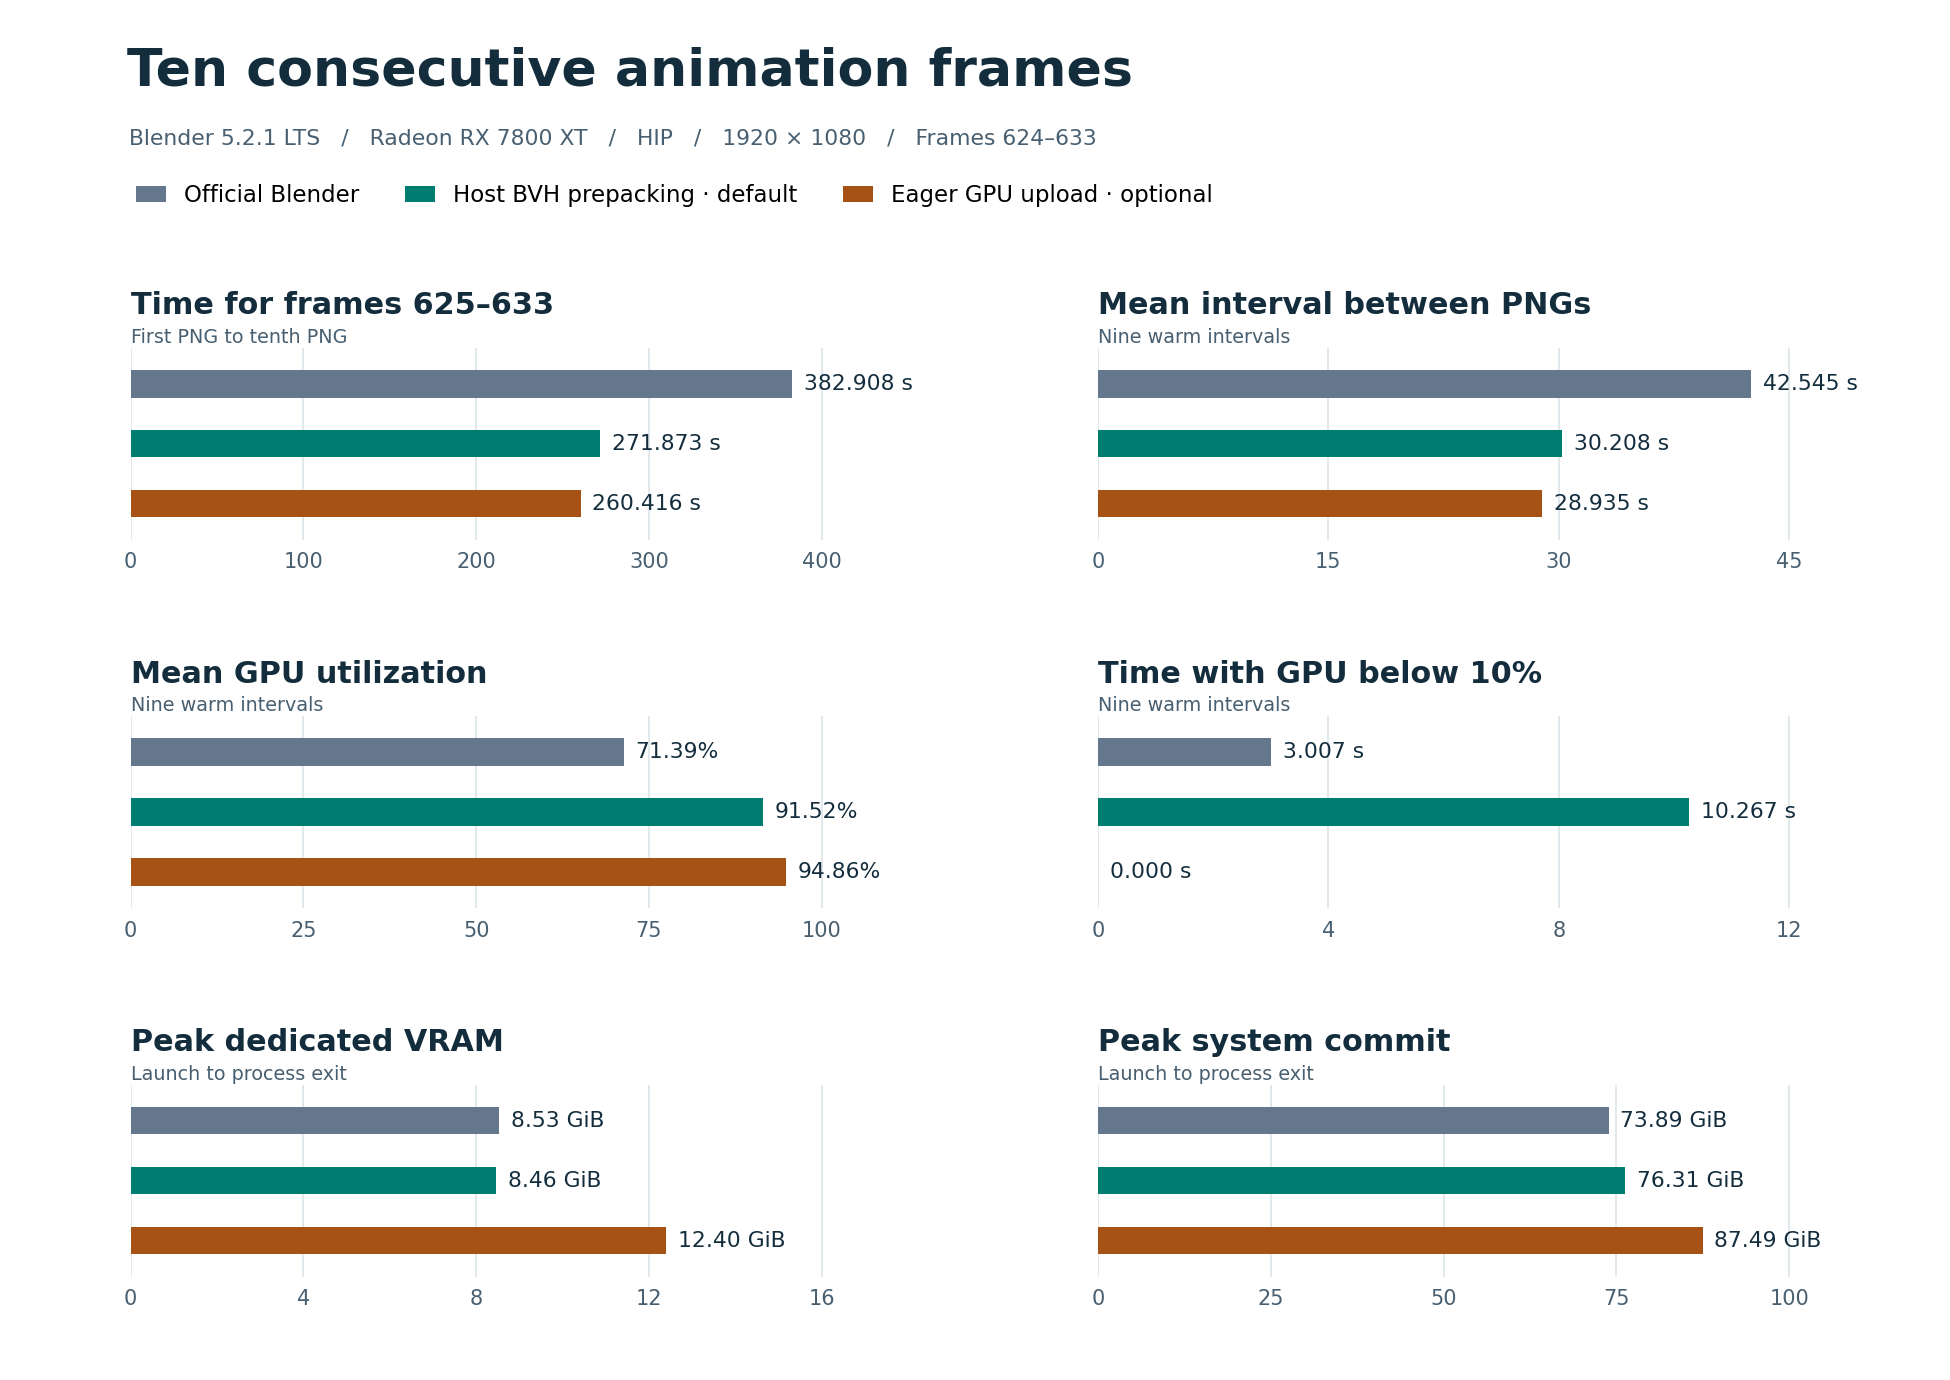 Ten consecutive animation frames
Blender 5.2.1 LTS / Radeon RX 7800 XT / HIP / 1920 × 1080 / Frames 624–633
Official Blender Host BVH prepacking · default Eager GPU upload · optional
Time for frames 625–633
First PNG to tenth PNG
382.908 s
271.873 s
260.416 s
0 100 200 300 400
Mean interval between PNGs
Nine warm intervals
42.545 s
30.208 s
28.935 s
0 15 30 45
Mean GPU utilization
Nine warm intervals
71.39%
91.52%
94.86%
0 25 50 75 100
Time with GPU below 10%
Nine warm intervals
3.007 s
10.267 s
0.000 s
0 4 8 12
Peak dedicated VRAM
Launch to process exit
8.53 GiB
8.46 GiB
12.40 GiB
0 4 8 12 16
Peak system commit
Launch to process exit
73.89 GiB
76.31 GiB
87.49 GiB
0 25 50 75 100